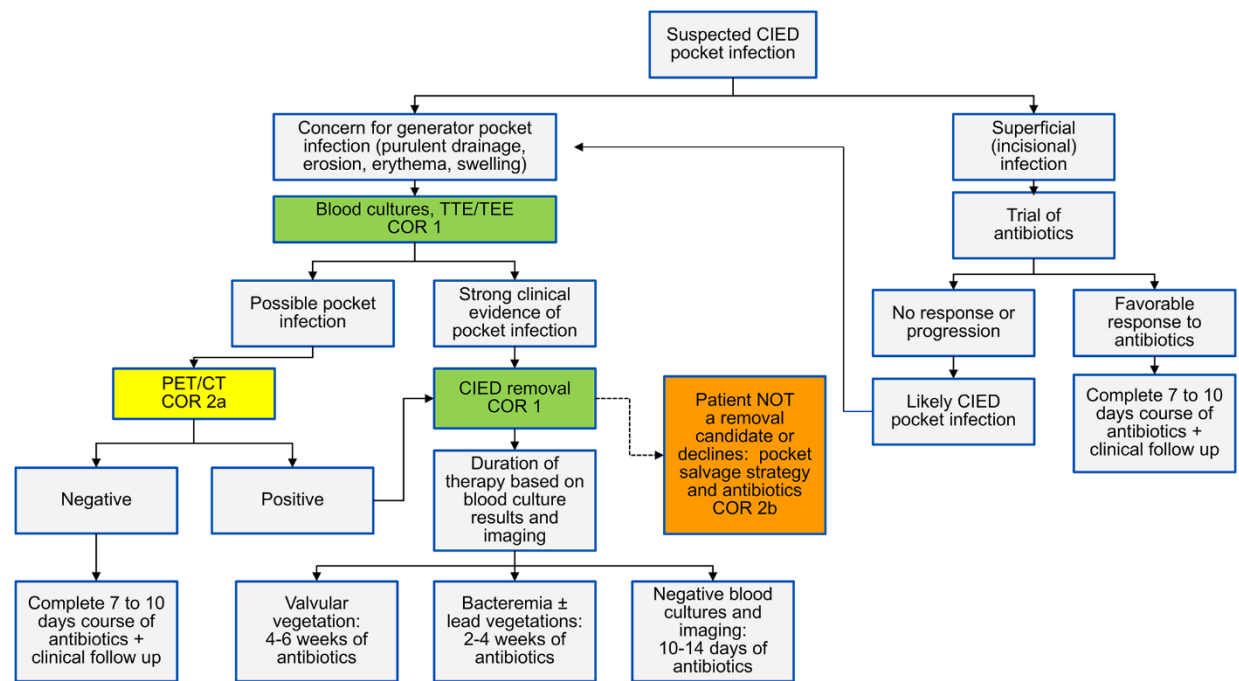 Suspected CIED
pocket infection
Concern for generator pocket
infection (purulent drainage,
erosion, erythema, swelling)
Superficial
(incisional)
infection
Blood cultures, TTE/TEE
COR 1
Trial of
antibiotics
Possible pocket
infection
Strong clinical
evidence of
pocket infection
No response or
progression
Favorable
response to
antibiotics
PET/CT
COR 2a
CIED removal
COR 1
Patient NOT
a removal
candidate or
declines: pocket
salvage strategy
and antibiotics
COR 2b
Likely CIED
pocket infection
Complete 7 to 10
days course of
antibiotics +
clinical follow up
Negative
Positive
Duration of
therapy based on
blood culture
results and
imaging
Complete 7 to 10
days course of
antibiotics +
clinical follow up
Valvular
vegetation:
4-6 weeks of
antibiotics
Bacteremia ±
lead vegetations:
2-4 weeks of
antibiotics
Negative blood
cultures and
imaging:
10-14 days of
antibiotics